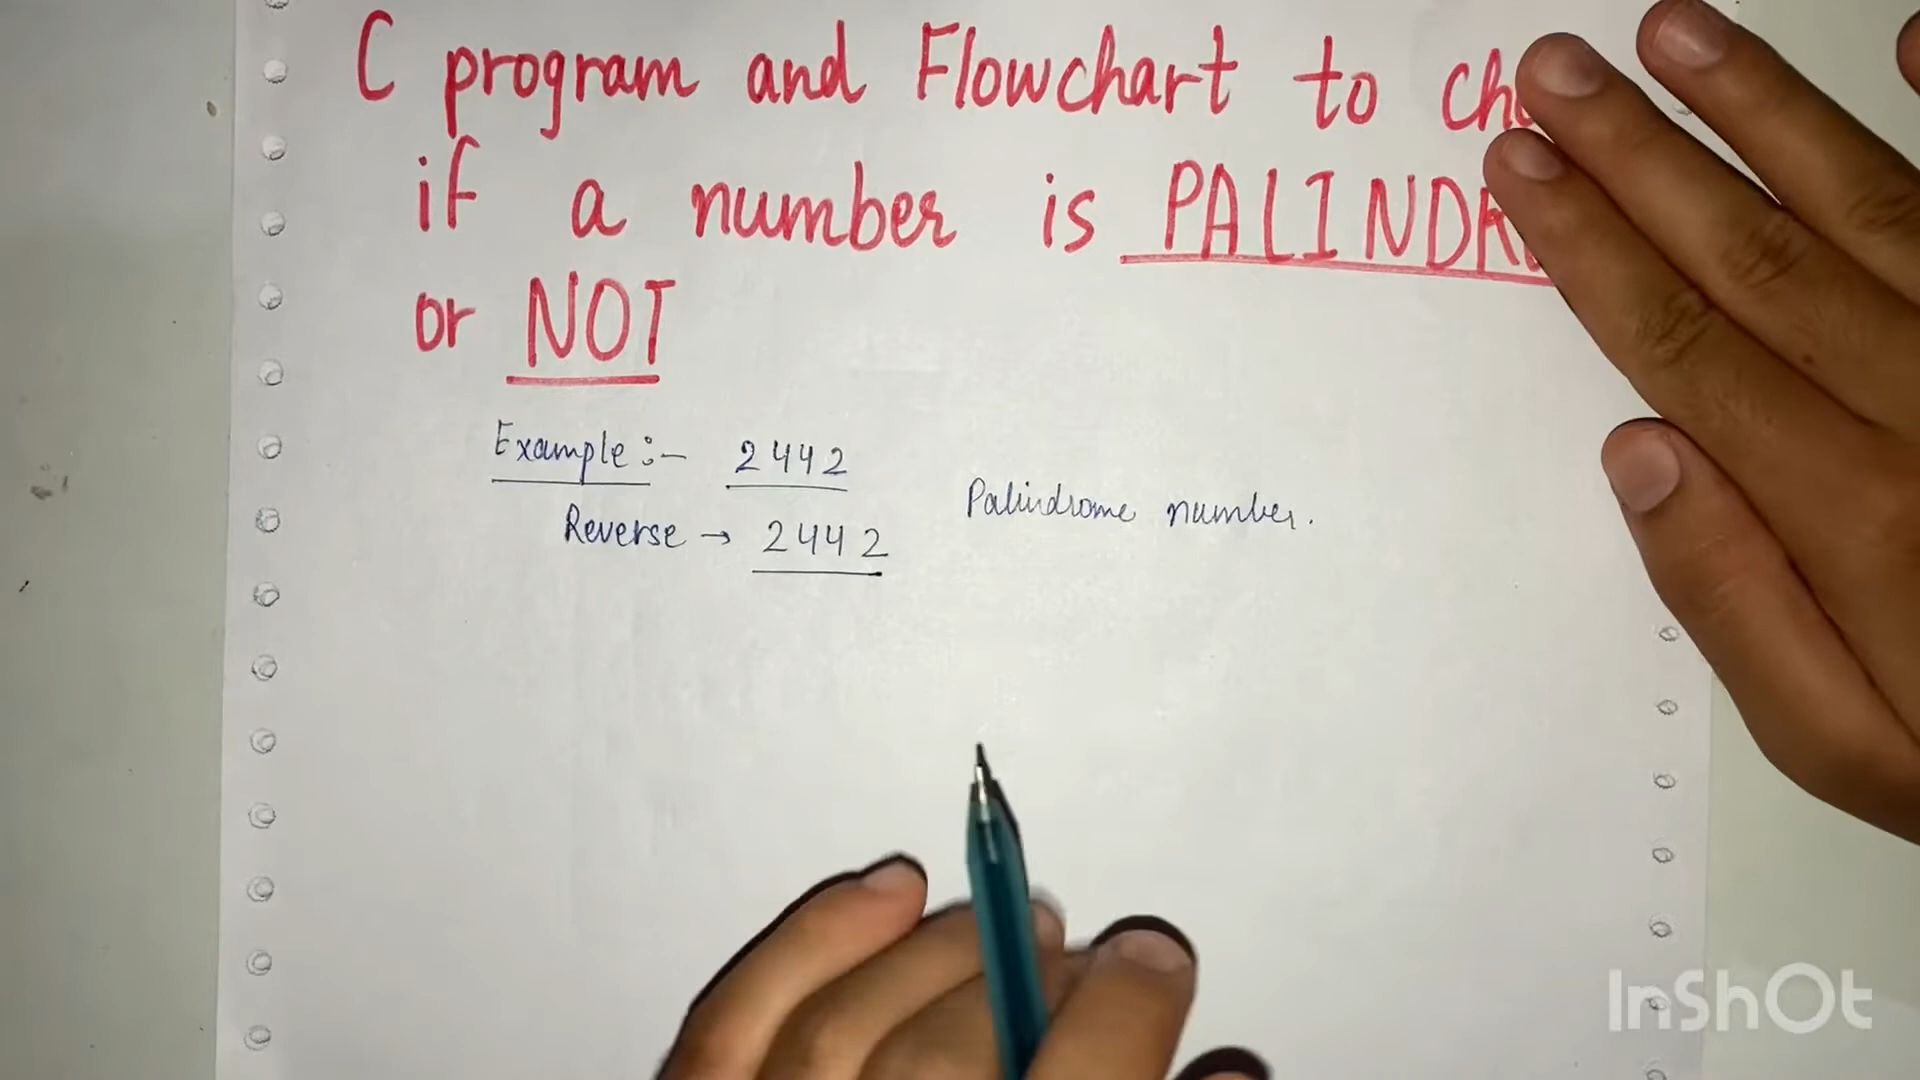 C program and Flowchart to
if a number is
or NOT
Example :- 2442
Reverse → 2442
Palindrome number.
InShOt